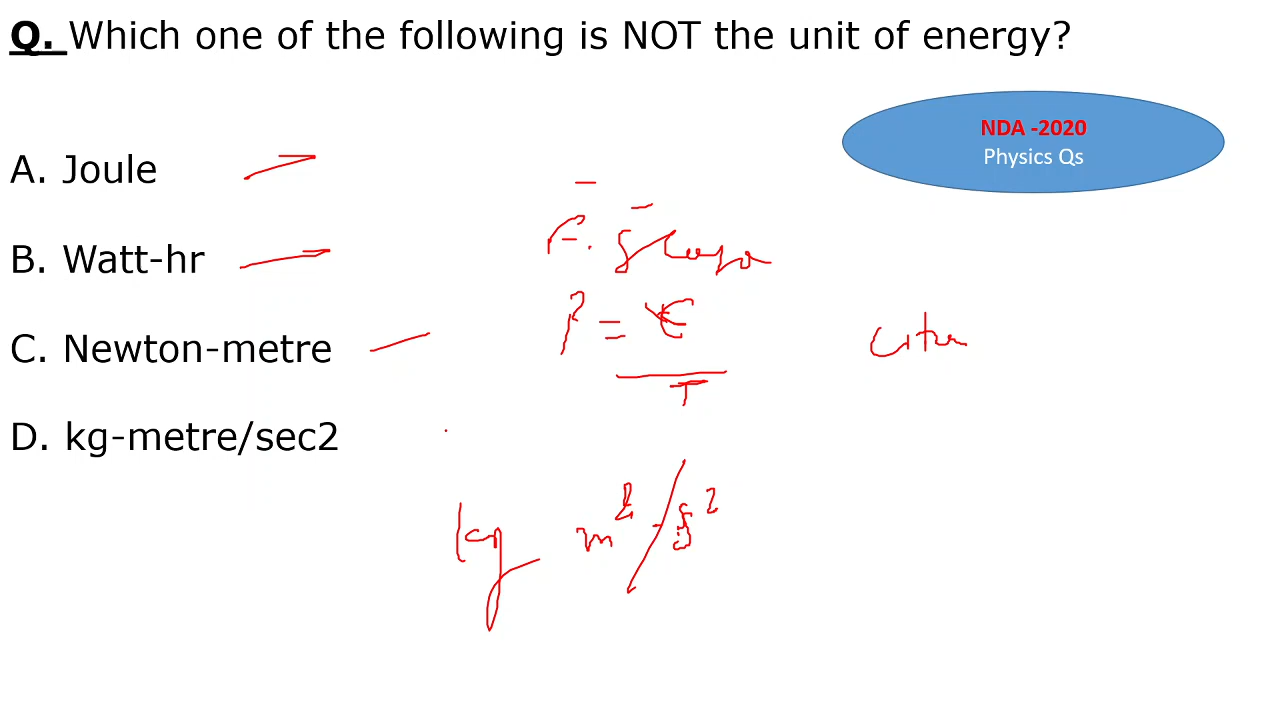 Q. Which one of the following is NOT the unit of energy?
NDA -2020
Physics Qs
A. Joule
B. Watt-hr
C. Newton-metre
D. kg-metre/sec2
P = E
T
kg m² / s²